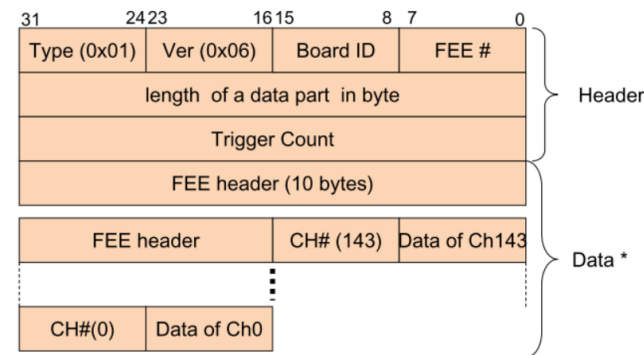 31 24 23 16 15 8 7 0
Type (0x01) Ver (0x06) Board ID FEE #
length of a data part in byte
Header
Trigger Count
FEE header (10 bytes)
FEE header CH# (143) Data of Ch143
Data *
CH#(0) Data of Ch0